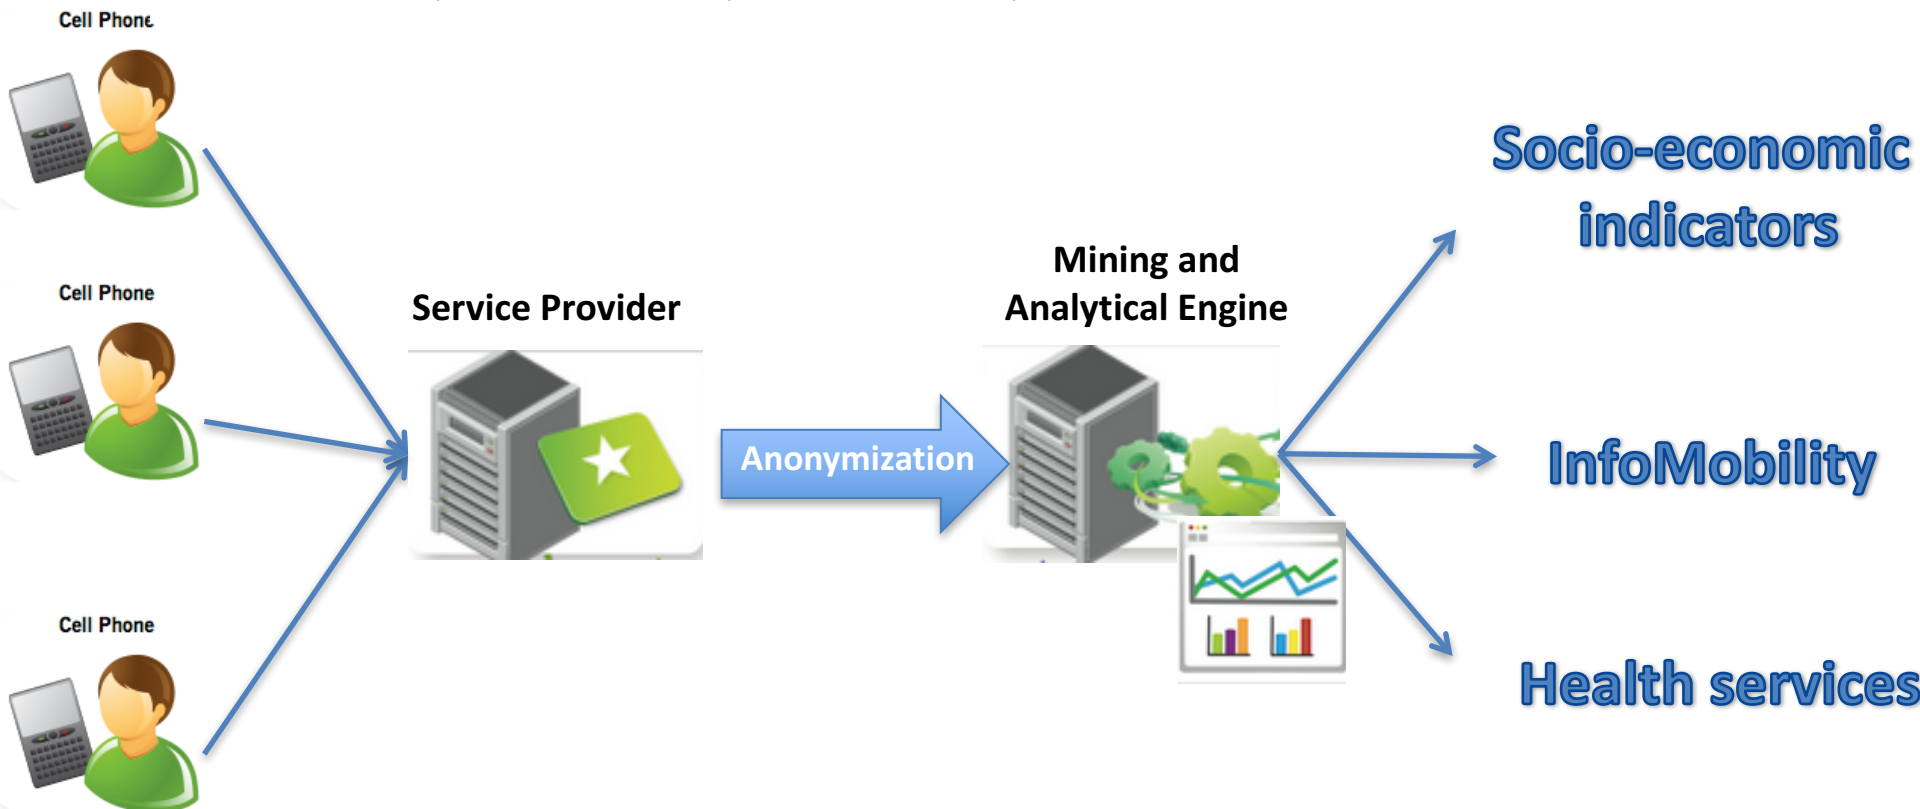 Cell Phone
Cell Phone
Cell Phone
Service Provider
Anonymization
Mining and
Analytical Engine
Socio-economic
indicators
InfoMobility
Health services